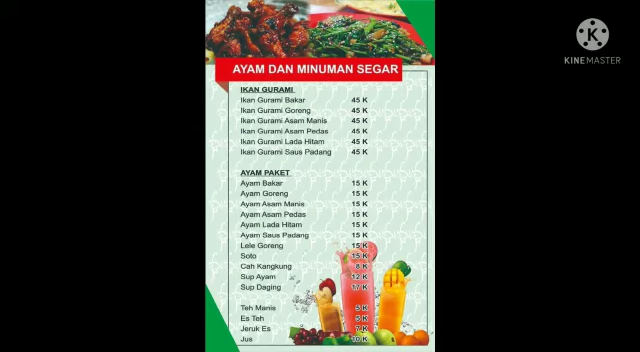 K
KINEMASTER
AYAM DAN MINUMAN SEGAR
IKAN GURAMI
Ikan Gurami Bakar 45 K
Ikan Gurami Goreng 45 K
Ikan Gurami Asam Manis 45 K
Ikan Gurami Asam Pedas 45 K
Ikan Gurami Lada Hitam 45 K
Ikan Gurami Saus Padang 45 K
AYAM PAKET
Ayam Bakar 15 K
Ayam Goreng 15 K
Ayam Asam Manis 15 K
Ayam Asam Pedas 15 K
Ayam Lada Hitam 15 K
Ayam Saus Padang 15 K
Lele Goreng 15 K
Soto 15 K
Cah Kangkung 8 K
Sup Ayam 12 K
Sup Daging 17 K
Teh Manis 5 K
Es Teh 5 K
Jeruk Es 7 K
Jus 10 K